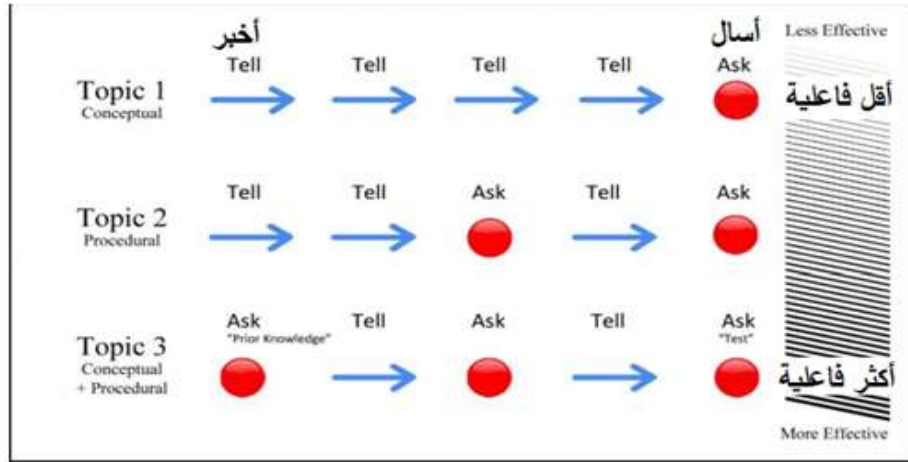 أخبر
أسال
Less Effective
Tell Tell Tell Tell Ask
Topic 1
Conceptual
أقل فاعلية
Tell Tell Ask Tell Ask
Topic 2
Procedural
Ask Tell Ask Tell Ask
"Prior Knowledge" "Test"
Topic 3
Conceptual
+ Procedural
أكثر فاعلية
More Effective